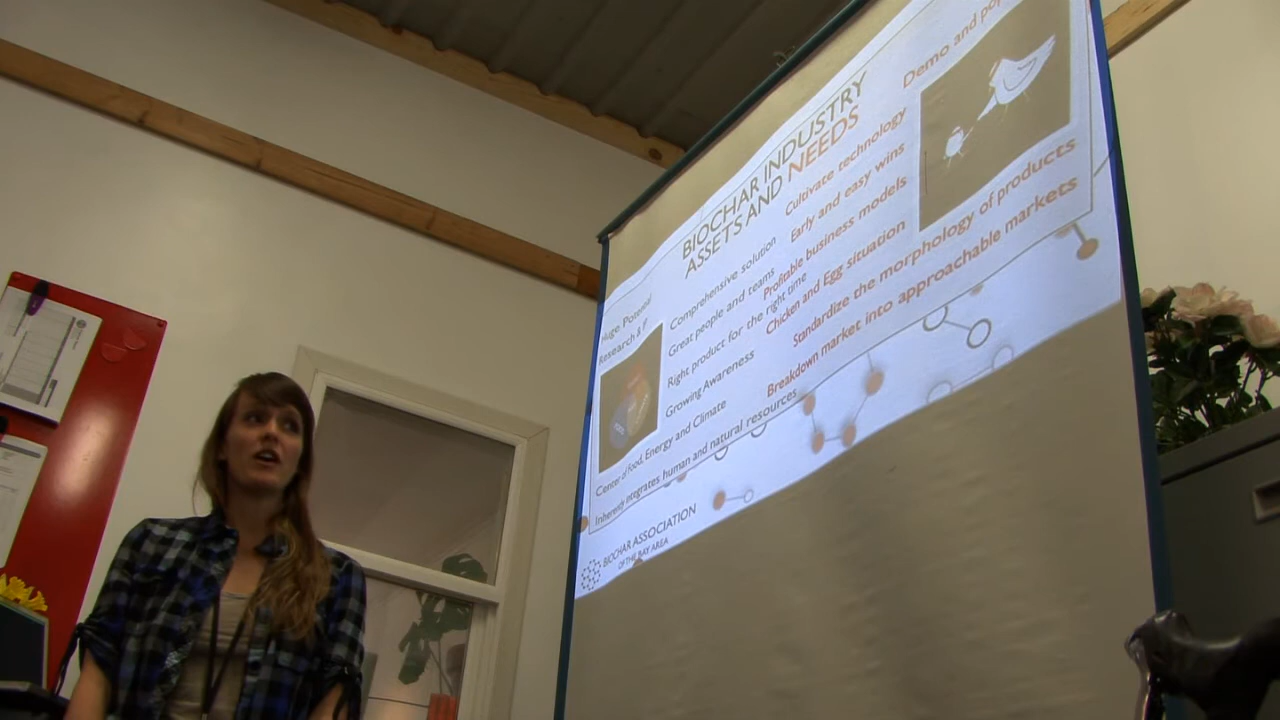 BIOCHAR INDUSTRY
ASSETS AND NEEDS
Huge Potential
Research &
Comprehensive solution
Great people and teams
Right product for the right time
Growing Awareness
Center of Food, Energy and Climate
Inherently integrates human and natural resources
Demo and
Cultivate technology
Early and easy wins
Profitable business models
Chicken and Egg situation
Standardize the morphology of products
Breakdown market into approachable markets
BIOCHAR ASSOCIATION
OF THE BAY AREA